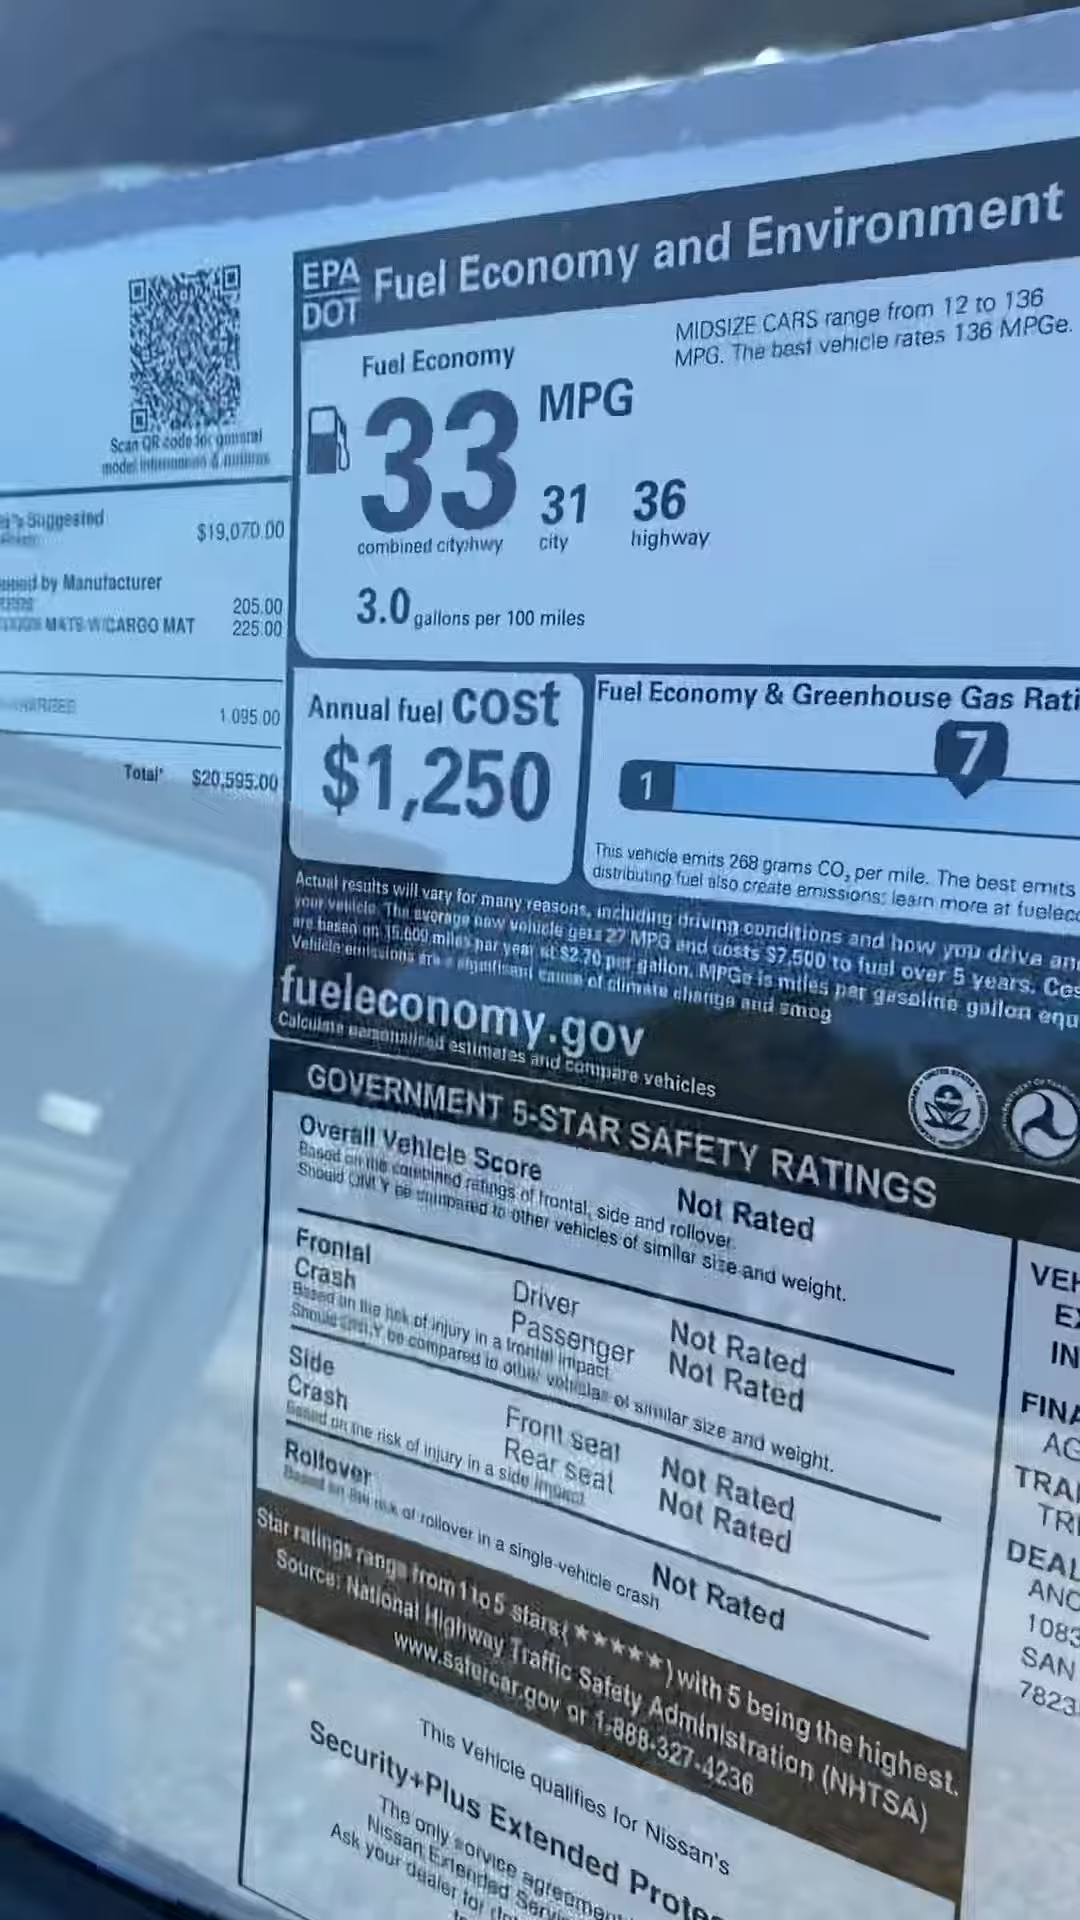 EPA
DOT
Fuel Economy and Environment
Scan QR code for general
model information &
MIDSIZE CARS range from 12 to 136
MPG. The best vehicle rates 136 MPGe.
Fuel Economy
33 MPG
31 36
combined city/hwy city highway
3.0 gallons per 100 miles
Suggested
$19,070.00
by Manufacturer
205.00
MATS W/CARGO MAT 225.00
1,095.00
Total* $20,595.00
Annual fuel cost
$1,250
Fuel Economy & Greenhouse Gas Rati
1
7
This vehicle emits 268 grams CO2 per mile. The best emits
distributing fuel also create emissions; learn more at fueleco
Actual results will vary for many reasons, including driving conditions and how you drive an
your vehicle. The average new vehicle gets 27 MPG and costs $7,500 to fuel over 5 years. Cos
are based on 15,000 miles per year at $2.70 per gallon. MPGe is miles per gasoline gallon equ
Vehicle emissions are a significant cause of climate change and smog
fueleconomy.gov
Calculate personalized estimates and compare vehicles
GOVERNMENT 5-STAR SAFETY RATINGS
Overall Vehicle Score Not Rated
Based on the combined ratings of frontal, side and rollover.
Should ONLY be compared to other vehicles of similar size and weight.
Frontal Driver Not Rated
Crash Passenger Not Rated
Based on the risk of injury in a frontal impact.
Should ONLY be compared to other vehicles of similar size and weight.
Side Front seat Not Rated
Crash Rear seat Not Rated
Based on the risk of injury in a side impact
Rollover Not Rated
Based on the risk of rollover in a single-vehicle crash
Star ratings range from 1 to 5 stars (★★★★★) with 5 being the highest.
Source: National Highway Traffic Safety Administration (NHTSA)
www.safercar.gov or 1-888-327-4236
This Vehicle qualifies for Nissan's
Security+Plus Extended Prote
The only service agreement
Nissan Extended Serv
Ask your dealer for
VEH
EX
IN
FINA
AG
TRA
TR
DEAL
ANC
1083
SAN
7823